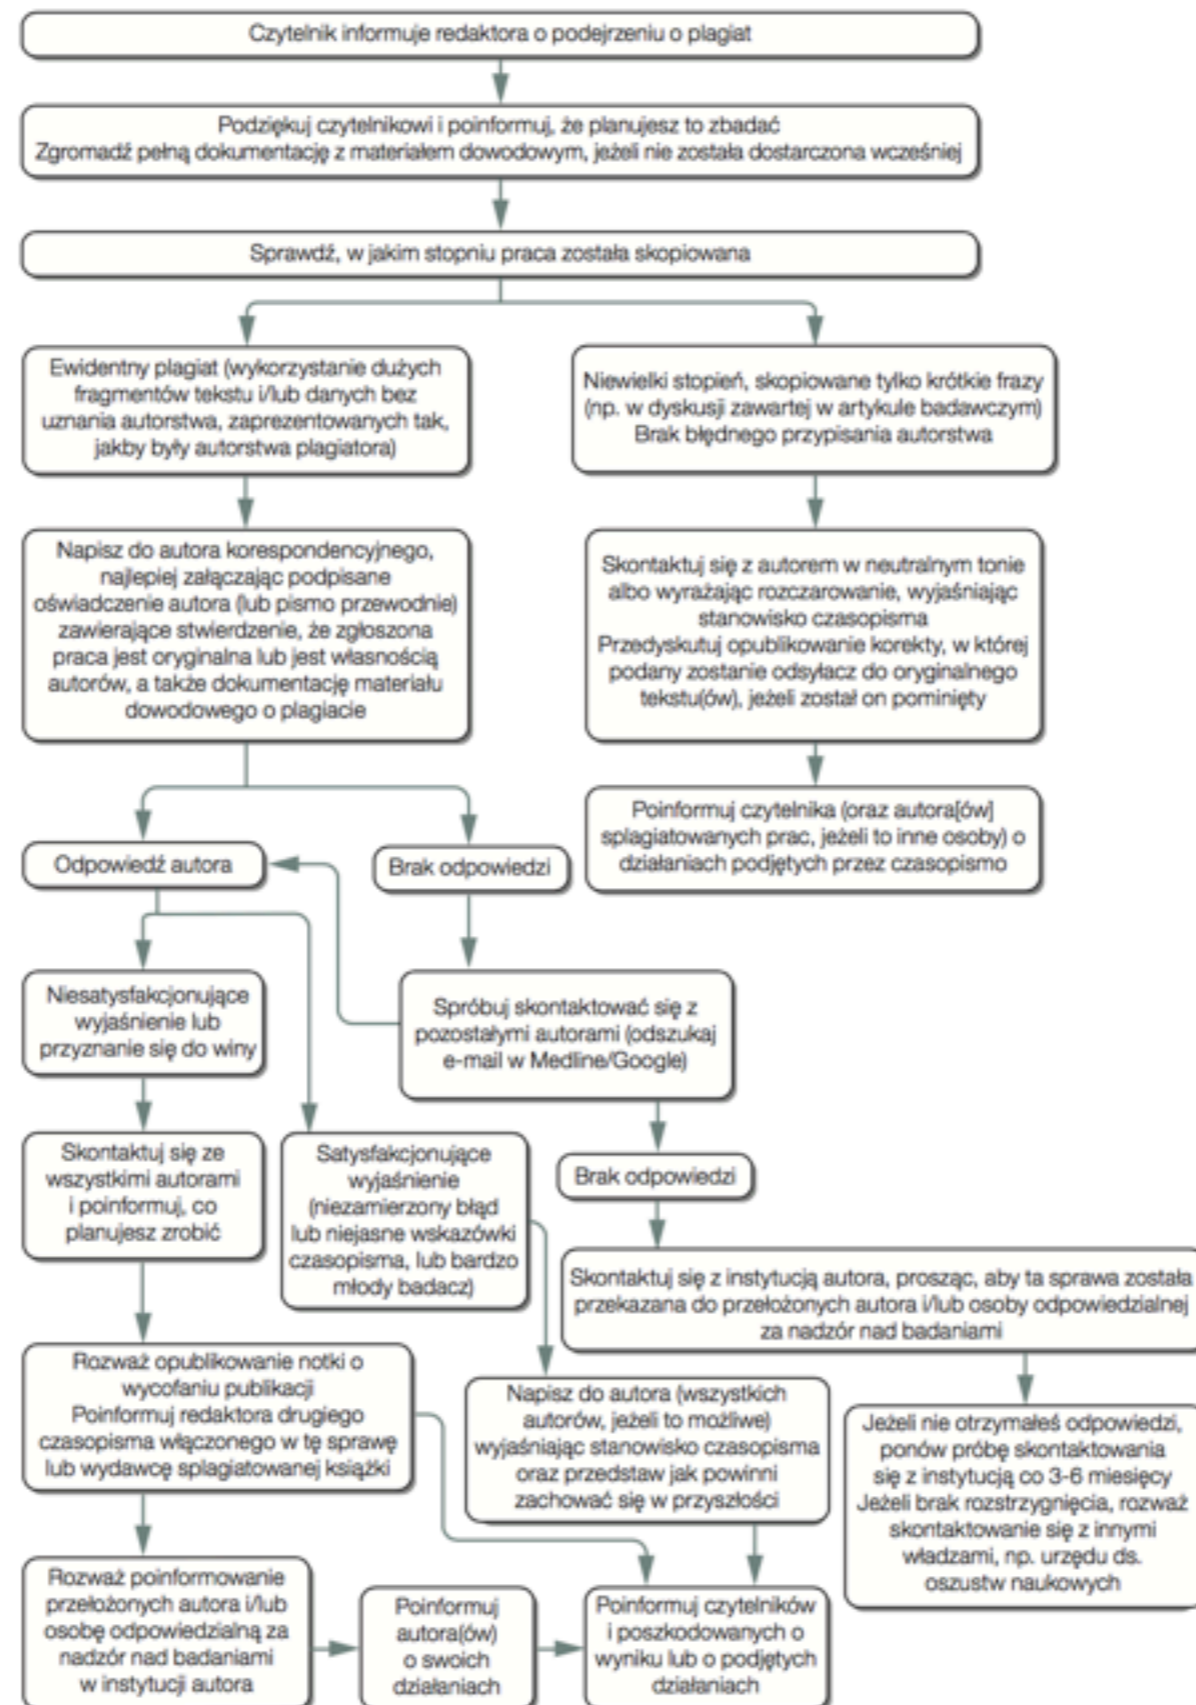 Czytelnik informuje redaktora o podejrzeniu o plagiat
Podziękuj czytelnikowi i poinformuj, że planujesz to zbadać
Zgromadź pełną dokumentację z materiałem dowodowym, jeżeli nie została dostarczona wcześniej
Sprawdź, w jakim stopniu praca została skopiowana
Ewidentny plagiat (wykorzystanie dużych
fragmentów tekstu i/lub danych bez
uznania autorstwa, zaprezentowanych tak,
jakby były autorstwa plagiatora)
Niewielki stopień, skopiowane tylko krótkie frazy
(np. w dyskusji zawartej w artykule badawczym)
Brak błędnego przypisania autorstwa
Napisz do autora korespondencyjnego,
najlepiej załączając podpisane
oświadczenie autora (lub pismo przewodnie)
zawierające stwierdzenie, że zgłoszona
praca jest oryginalna lub jest własnością
autorów, a także dokumentację materiału
dowodowego o plagiacie
Skontaktuj się z autorem w neutralnym tonie
albo wyrażając rozczarowanie, wyjaśniając
stanowisko czasopisma
Przedyskutuj opublikowanie korekty, w której
podany zostanie odsyłacz do oryginalnego
tekstu(ów), jeżeli został on pominięty
Poinformuj czytelnika (oraz autora[ów]
splagiatowanych prac, jeżeli to inne osoby) o
działaniach podjętych przez czasopismo
Odpowiedź autora
Brak odpowiedzi
Niesatysfakcjonujące
wyjaśnienie lub
przyznanie się do winy
Spróbuj skontaktować się z
pozostałymi autorami (odszukaj
e-mail w Medline/Google)
Skontaktuj się ze
wszystkimi autorami
i poinformuj, co
planujesz zrobić
Satysfakcjonujące
wyjaśnienie
(niezamierzony błąd
lub niejasne wskazówki
czasopisma, lub bardzo
młody badacz)
Brak odpowiedzi
Skontaktuj się z instytucją autora, prosząc, aby ta sprawa została
przekazana do przełożonych autora i/lub osoby odpowiedzialnej
za nadzór nad badaniami
Rozważ opublikowanie notki o
wycofaniu publikacji
Poinformuj redaktora drugiego
czasopisma włączonego w tę sprawę
lub wydawcę splagiatowanej książki
Napisz do autora (wszystkich
autorów, jeżeli to możliwe)
wyjaśniając stanowisko czasopisma
oraz przedstaw jak powinni
zachować się w przyszłości
Jeżeli nie otrzymałeś odpowiedzi,
ponów próbę skontaktowania
się z instytucją co 3-6 miesięcy
Jeżeli brak rozstrzygnięcia, rozważ
skontaktowanie się z innymi
władzami, np. urzędu ds.
oszustw naukowych
Rozważ poinformowanie
przełożonych autora i/lub
osobę odpowiedzialną za
nadzór nad badaniami
w instytucji autora
Poinformuj
autora(ów)
o swoich
działaniach
Poinformuj czytelników
i poszkodowanych o
wyniku lub o podjętych
działaniach